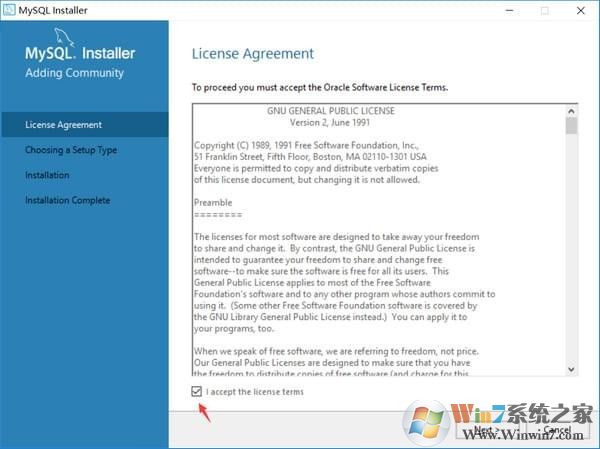 MySQL Installer
MySQL. Installer
Adding Community
License Agreement
Choosing a Setup Type
Installation
Installation Complete
License Agreement
To proceed you must accept the Oracle Software License Terms.
GNU GENERAL PUBLIC LICENSE
Version 2, June 1991
Copyright (C) 1989, 1991 Free Software Foundation, Inc.,
51 Franklin Street, Fifth Floor, Boston, MA 02110-1301 USA
Everyone is permitted to copy and distribute verbatim copies
of this license document, but changing it is not allowed.
Preamble
========
The licenses for most software are designed to take away your freedom
to share and change it.  By contrast, the GNU General Public License is
intended to guarantee your freedom to share and change free
software--to make sure the software is free for all its users.  This
General Public License applies to most of the Free Software
Foundation's software and to any other program whose authors commit to
using it.  (Some other Free Software Foundation software is covered by
the GNU Library General Public License instead.)  You can apply it to
your programs, too.
When we speak of free software, we are referring to freedom, not price.
Our General Public Licenses are designed to make sure that you have
the freedom to distribute copies of free software (and charge for this
I accept the license terms
Next >
Cancel
Win7系统之家
Www.Winwin7.com